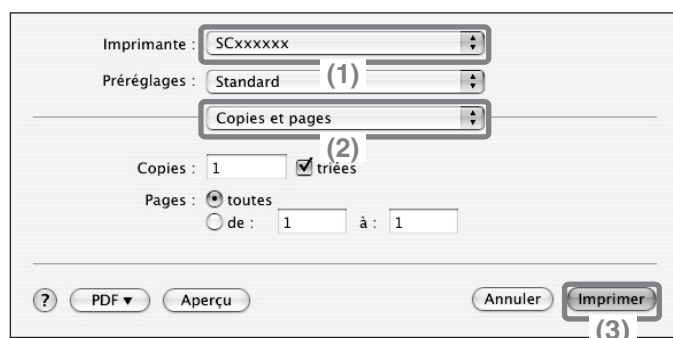 Imprimante : SCxxxxxx
(1)
Préréglages : Standard
Copies et pages
(2)
Copies : 1 triées
Pages : toutes
de : 1 à : 1
? PDF▼ Aperçu Annuler Imprimer
(3)